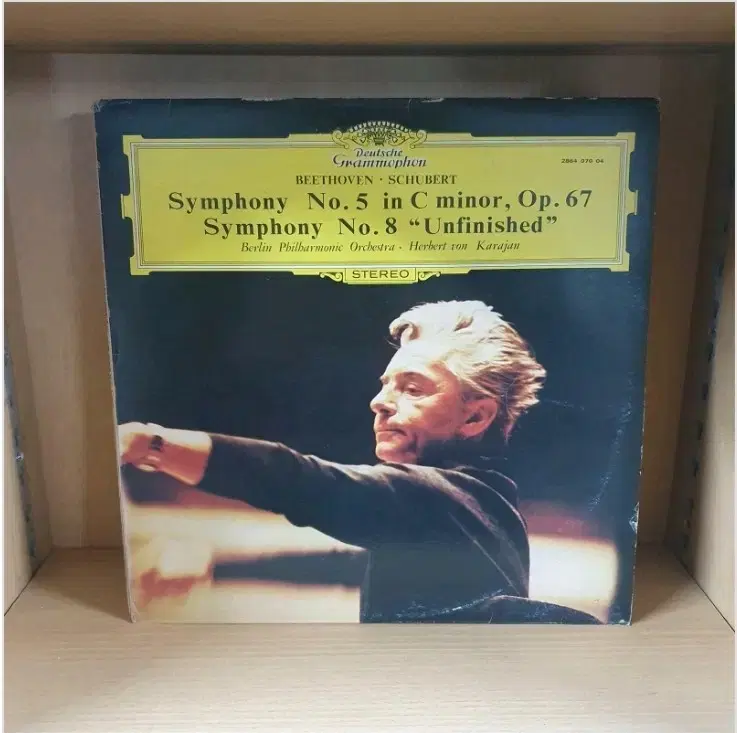 Deutsche
Grammophon
2864 070 04
BEETHOVEN · SCHUBERT
Symphony No. 5 in C minor, Op. 67
Symphony No. 8 “Unfinished”
Berlin Philharmonic Orchestra · Herbert von Karajan
STEREO